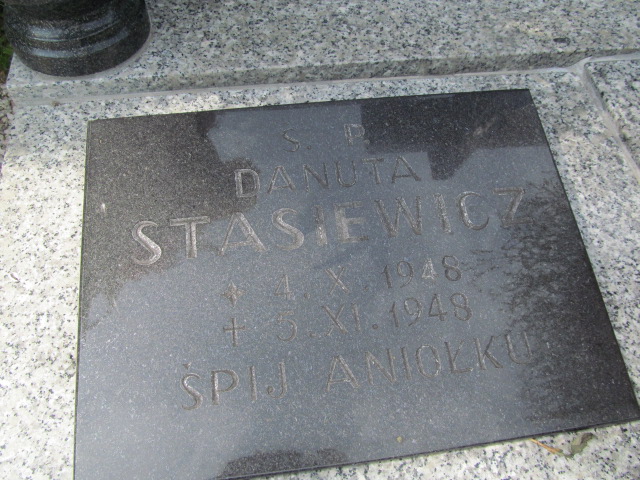 Ś. P.
DANUTA
STASIEWICZ
* 4. X. 1948
+ 5. XI. 1948
ŚPIJ ANIOŁKU